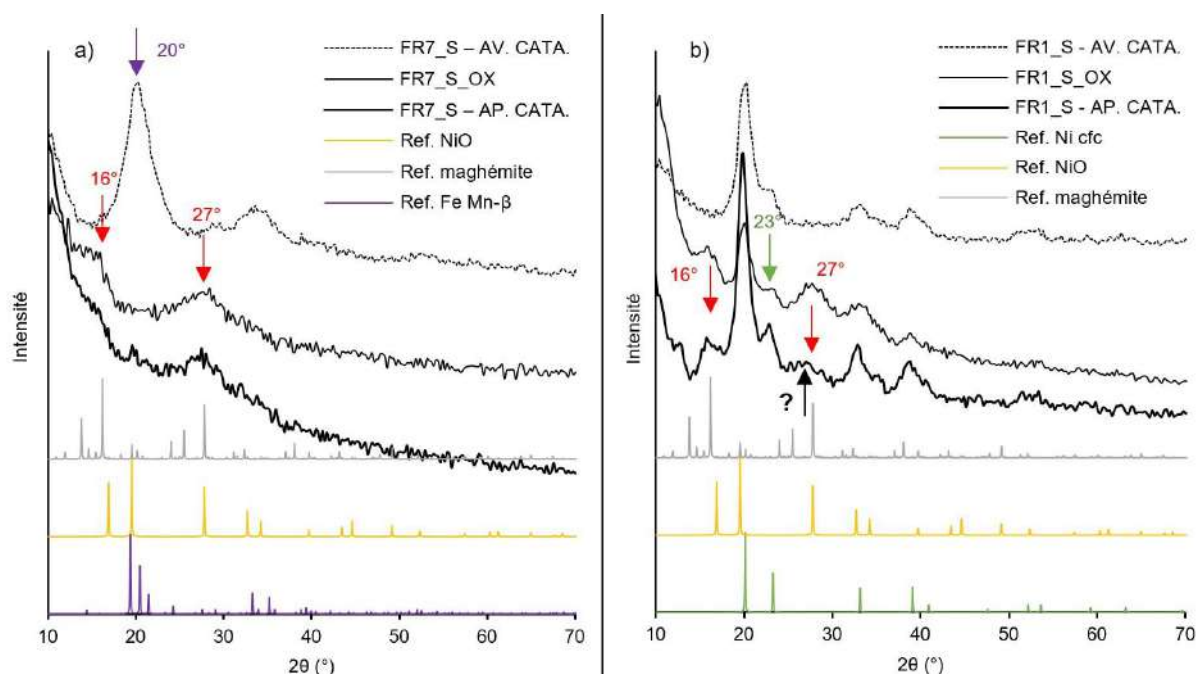 a)
20°
16°
27°
FR7_S – AV. CATA.
FR7_S_OX
FR7_S – AP. CATA.
Ref. NiO
Ref. maghémite
Ref. Fe Mn-β
Intensité
10 20 30 40 50 60 70
2θ (°)
b)
23°
16°
27°
?
FR1_S - AV. CATA.
FR1_S_OX
FR1_S - AP. CATA.
Ref. Ni cfc
Ref. NiO
Ref. maghémite
Intensité
10 20 30 40 50 60 70
2θ (°)